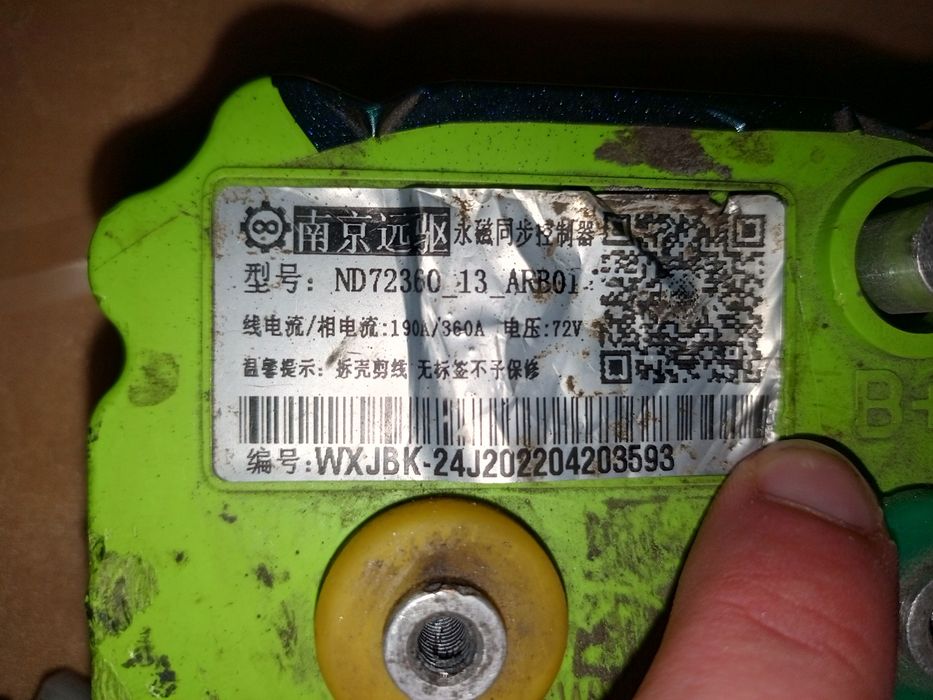 南京远驱 永磁同步控制器
型号: ND72360_13_ARB01
线电流/相电流:190A/360A 电压:72V
温馨提示: 拆壳剪线 无标签不予保修
编号:WXJBK-24J202204203593